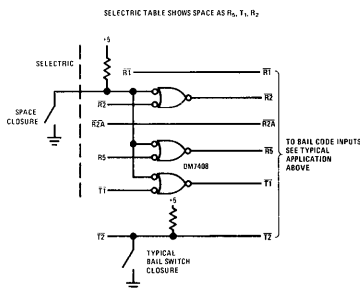 SELECTRIC TABLE SHOWS SPACE AS R5, T1, R2
+5
SELECTRIC
R1
R1
SPACE
CLOSURE
R2
R2
R2A
R2A
TO BAIL CODE INPUTS
SEE TYPICAL
APPLICATION
ABOVE
R5
R5
DM7408
T1
T1
+5
T2
T2
TYPICAL
BAIL SWITCH
CLOSURE